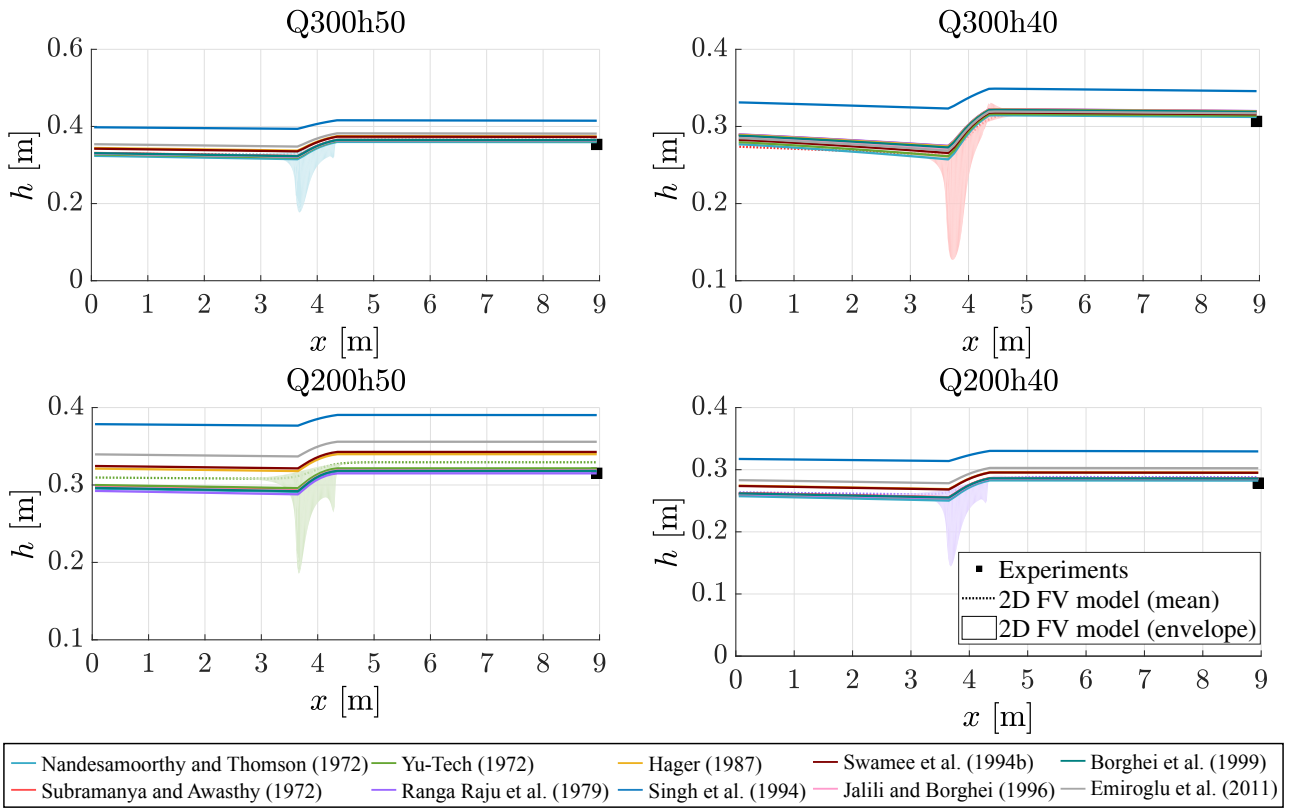 Q300h50
0.6
0.4
0.2
0
h [m]
0 1 2 3 4 5 6 7 8 9
x [m]
Q300h40
0.4
0.3
0.2
0.1
h [m]
0 1 2 3 4 5 6 7 8 9
x [m]
Q200h50
0.4
0.3
0.2
0.1
h [m]
0 1 2 3 4 5 6 7 8 9
x [m]
Q200h40
0.4
0.3
0.2
0.1
0
h [m]
0 1 2 3 4 5 6 7 8 9
x [m]
Experiments
2D FV model (mean)
2D FV model (envelope)
Nandesamoorthy and Thomson (1972) Yu-Tech (1972) Hager (1987) Swamee et al. (1994b) Borghei et al. (1999)
Subramanya and Awasthy (1972) Ranga Raju et al. (1979) Singh et al. (1994) Jalili and Borghei (1996) Emiroglu et al. (2011)